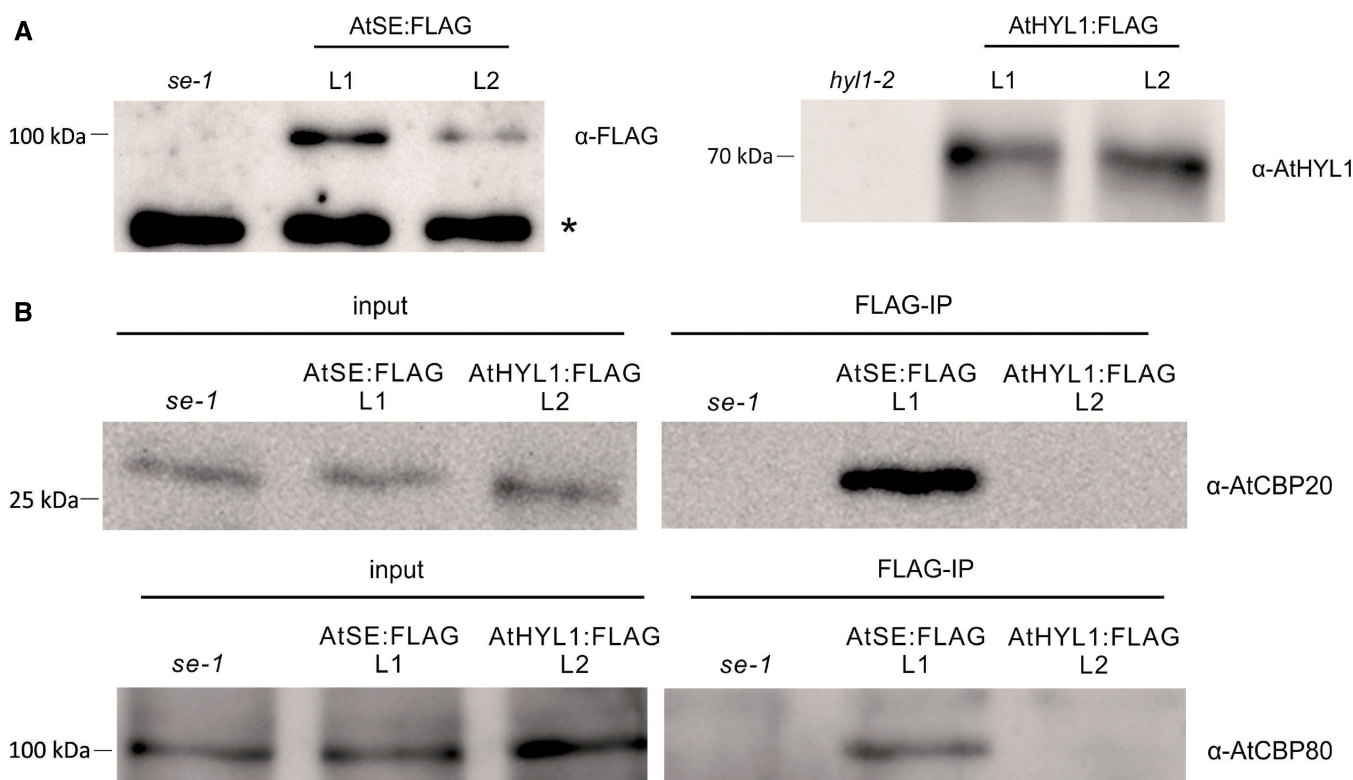 A
AtSE:FLAG
se-1 L1 L2
100 kDa
α-FLAG
*
AtHYL1:FLAG
hyl1-2 L1 L2
70 kDa
α-AtHYL1
B
input
AtSE:FLAG AtHYL1:FLAG
se-1 L1 L2
25 kDa
FLAG-IP
AtSE:FLAG AtHYL1:FLAG
se-1 L1 L2
α-AtCBP20
input
AtSE:FLAG AtHYL1:FLAG
se-1 L1 L2
100 kDa
FLAG-IP
AtSE:FLAG AtHYL1:FLAG
se-1 L1 L2
α-AtCBP80